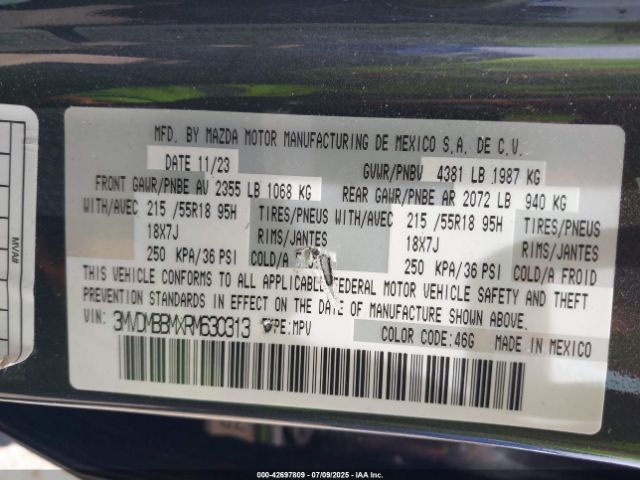 MFD. BY MAZDA MOTOR MANUFACTURING DE MEXICO S.A. DE C.V.
DATE 11/23 GVWR/PNBV 4381 LB 1987 KG
FRONT GAWR/PNBE AV 2355 LB 1068 KG REAR GAWR/PNBE AR 2072 LB 940 KG
WITH/AVEC 215 /55R18 95H TIRES/PNEUS WITH/AVEC 215 /55R18 95H TIRES/PNEUS
18X7J RIMS/JANTES 18X7J RIMS/JANTES
250 KPA/36 PSI COLD/A 250 KPA/36 PSI COLD/A FROID
THIS VEHICLE CONFORMS TO ALL APPLICABLE FEDERAL MOTOR VEHICLE SAFETY AND THEFT
PREVENTION STANDARDS IN EFFECT ON THE DATE OF MANUFACTURE SHOWN ABOVE.
VIN: 3MVDMBBMXRM630313 TYPE:MPV COLOR CODE:46G MADE IN MEXICO
MVA#
000-42697809 - 07/09/2025 - IAA Inc.